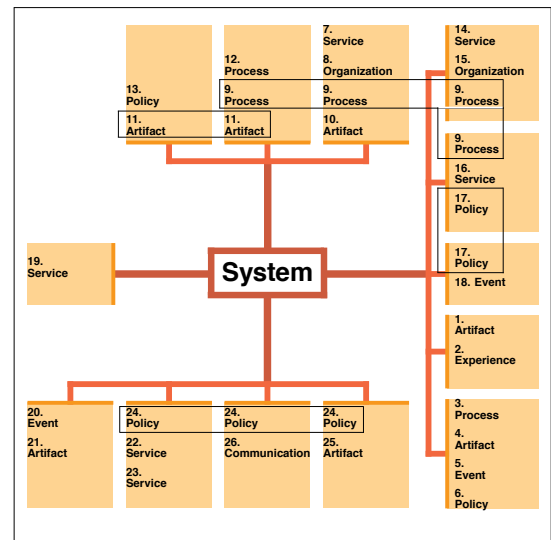 13.
Policy
11.
Artifact
12.
Process
9.
Process
11.
Artifact
7.
Service
8.
Organization
9.
Process
10.
Artifact
14.
Service
15.
Organization
9.
Process
9.
Process
16.
Service
17.
Policy
19.
Service
System
17.
Policy
18. Event
1.
Artifact
2.
Experience
3.
Process
4.
Artifact
5.
Event
6.
Policy
20.
Event
21.
Artifact
24.
Policy
22.
Service
23.
Service
24.
Policy
26.
Communication
24.
Policy
25.
Artifact